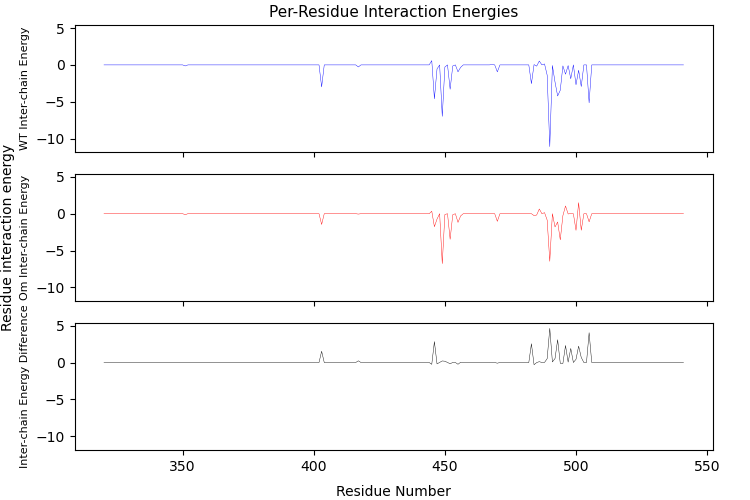 Per-Residue Interaction Energies
Residue interaction energy
WT Inter-chain Energy
5
0
−5
−10
Om Inter-chain Energy
5
0
−5
−10
Inter-chain Energy Difference
5
0
−5
−10
350
400
450
500
550
Residue Number